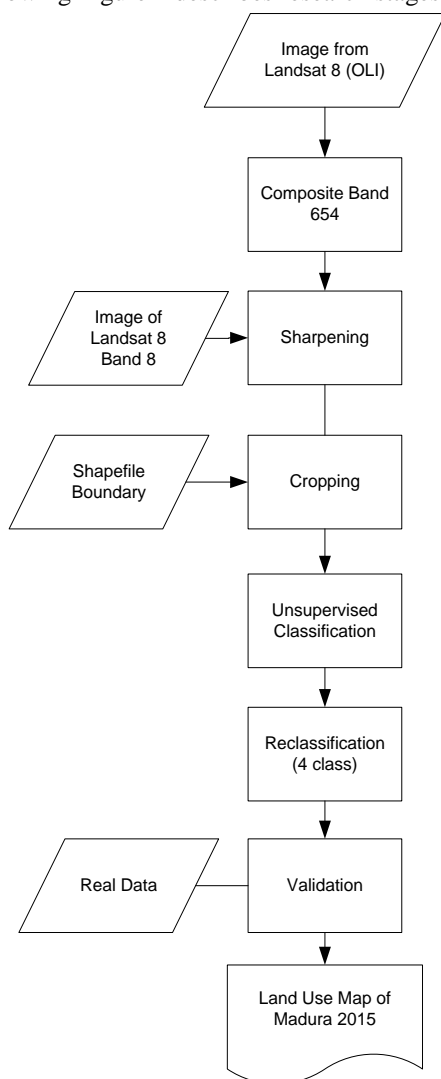 Image from
Landsat 8 (OLI)
Composite Band
654
Image of
Landsat 8
Band 8
Sharpening
Shapefile
Boundary
Cropping
Unsupervised
Classification
Reclassification
(4 class)
Real Data
Validation
Land Use Map of
Madura 2015